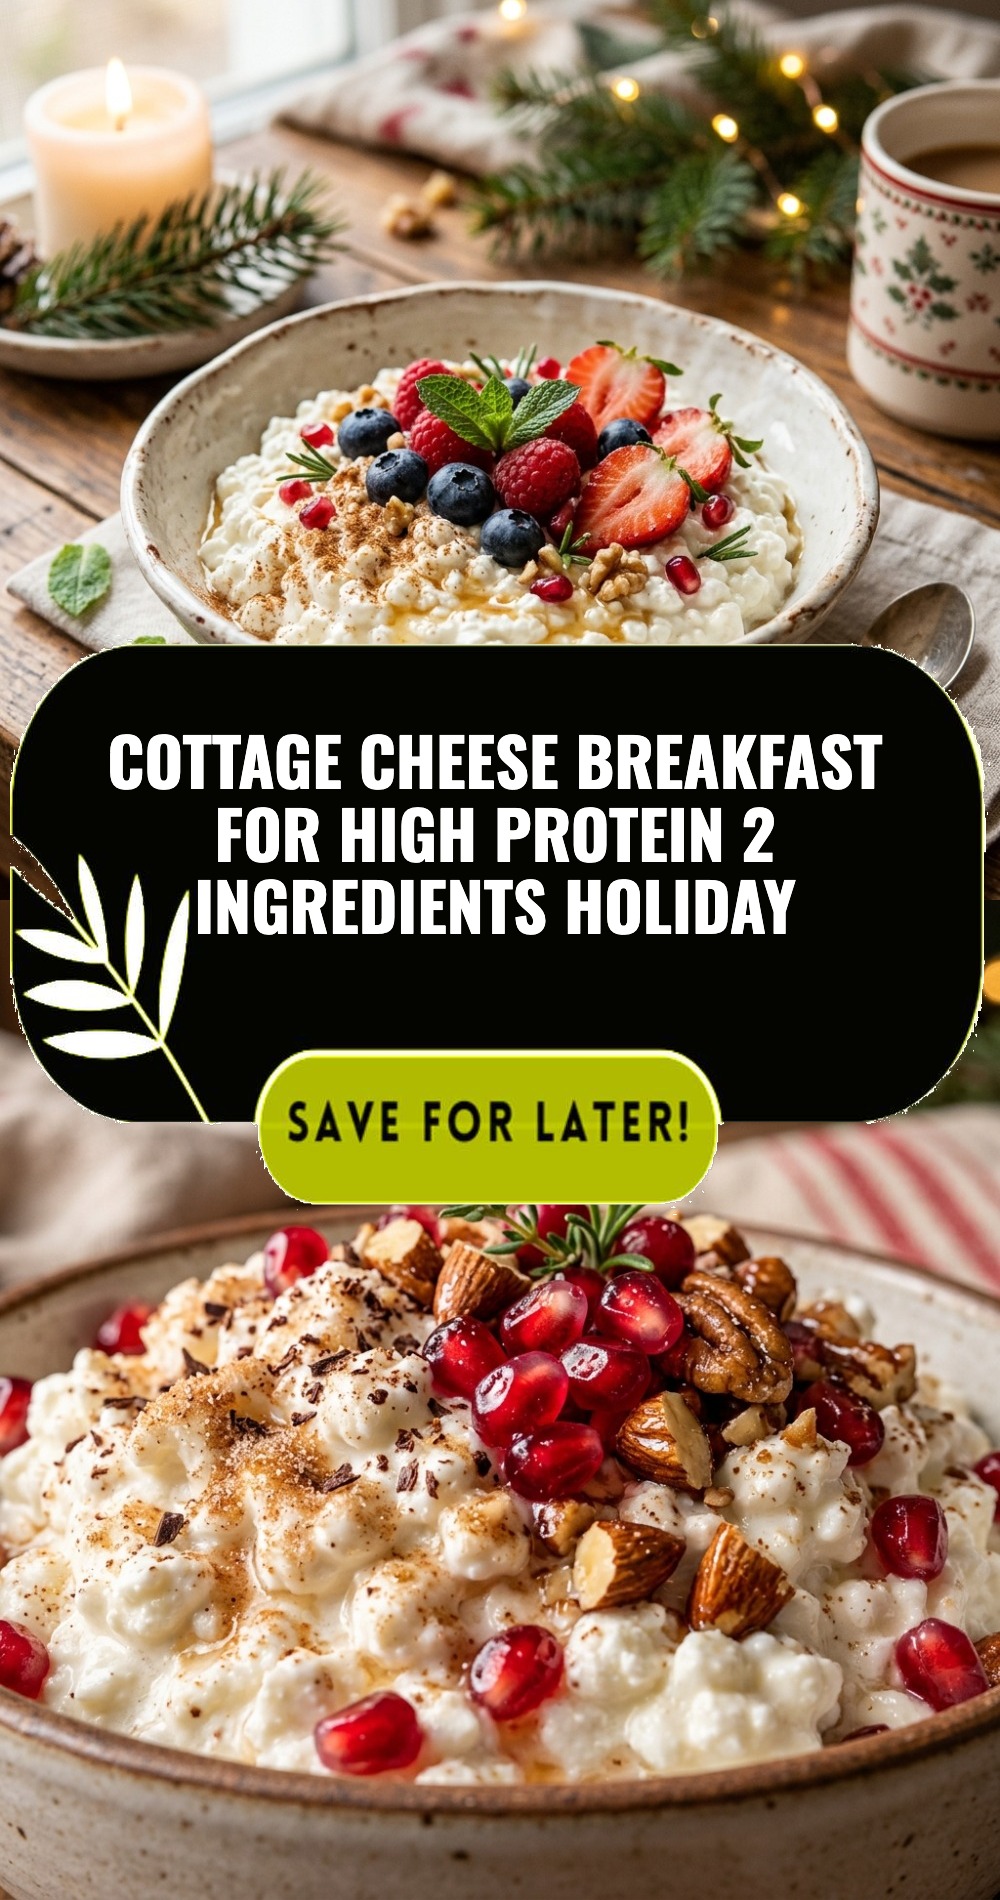 COTTAGE CHEESE BREAKFAST
FOR HIGH PROTEIN 2
INGREDIENTS HOLIDAY
SAVE FOR LATER!